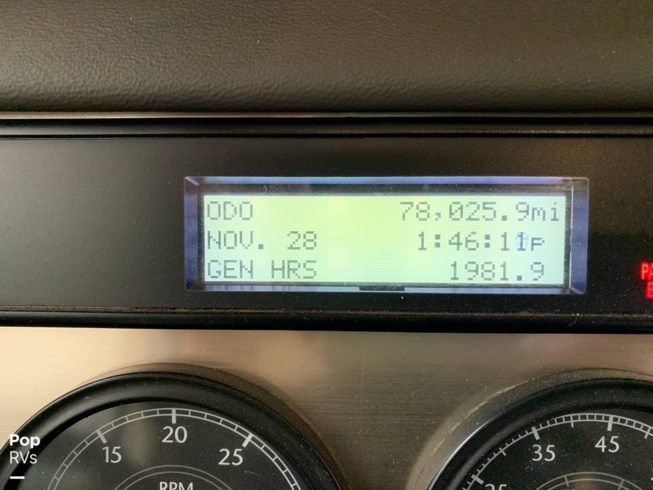 ODO 78,025.9mi
NOV. 28 1:46:11P
GEN HRS 1981.9
15 20 25
RPM
35 45
Pop
RVs